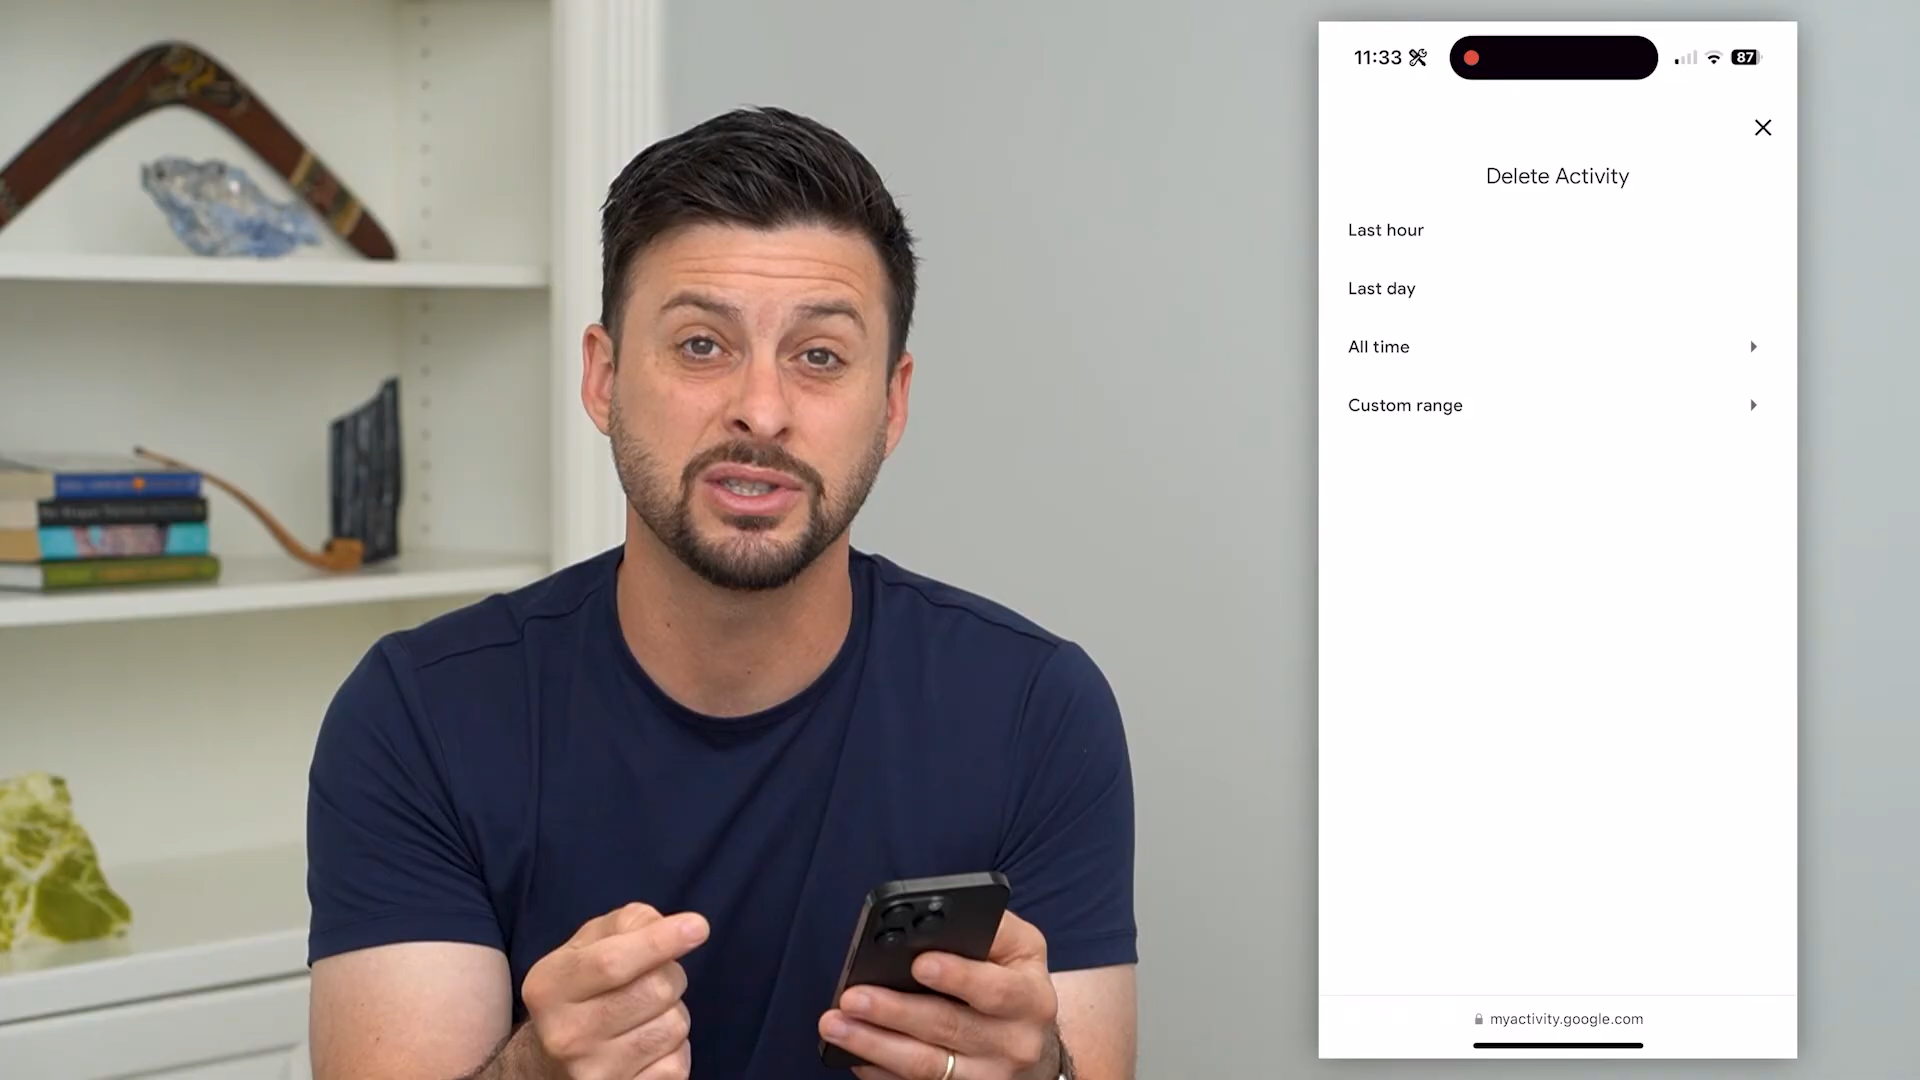 11:33
87
Delete Activity
Last hour
Last day
All time
Custom range
myactivity.google.com